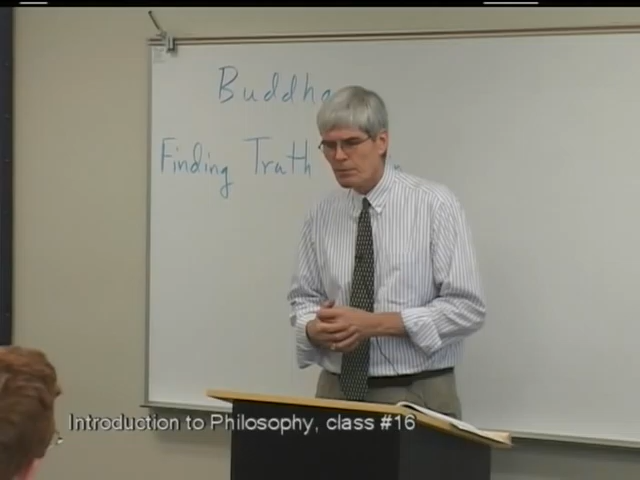 Buddha
Finding Truth
Introduction to Philosophy, class #16